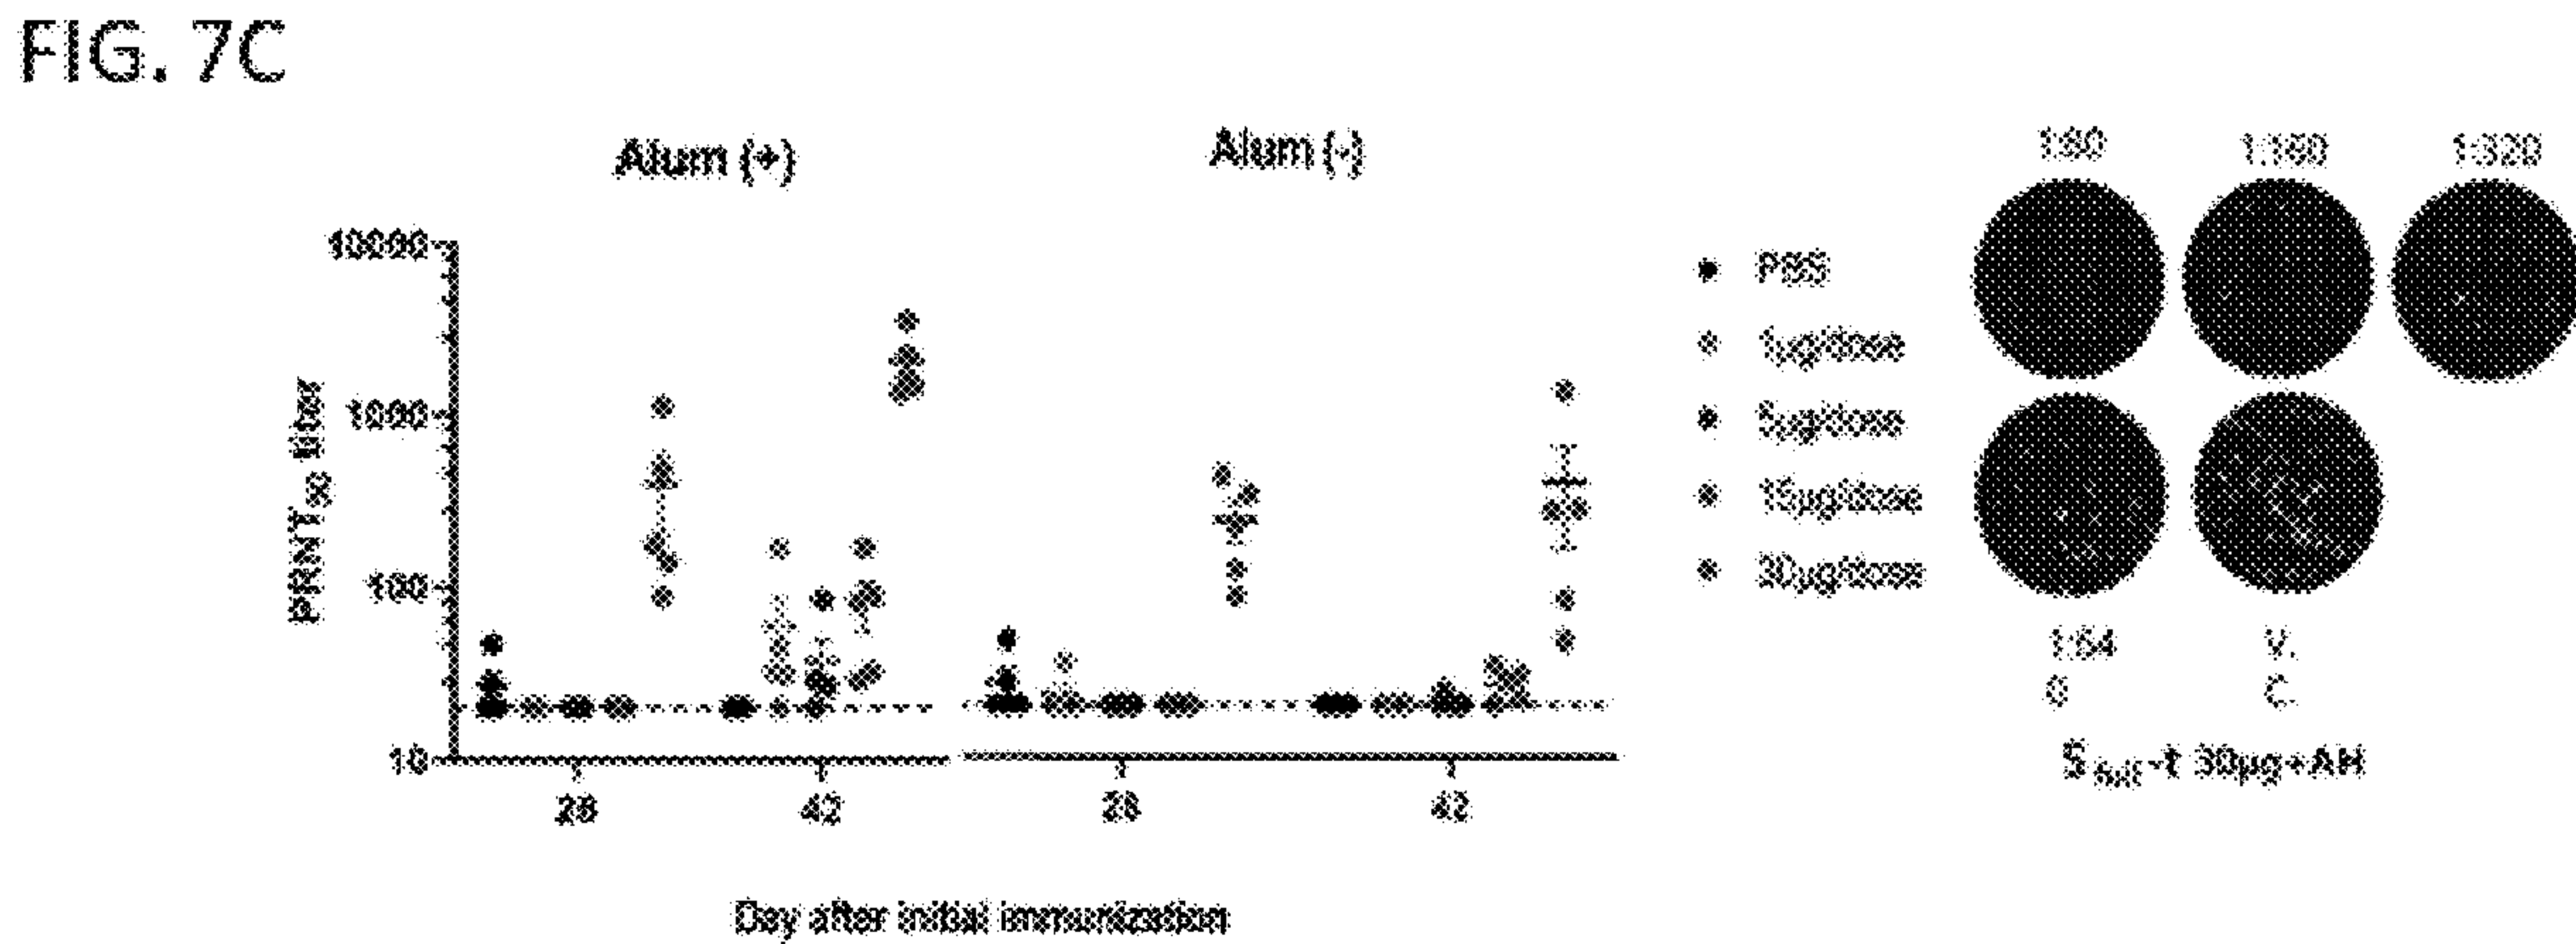 FIG. 7C
Alum (+)
Alum (-)
10000
1000
100
10
PRNT50 titer
28
42
28
42
Day after initial immunization
PBS
1μg/dose
5μg/dose
15μg/dose
30μg/dose
1:80
1:160
1:320
1:64
0
V.
C.
S full-t 30μg+AH